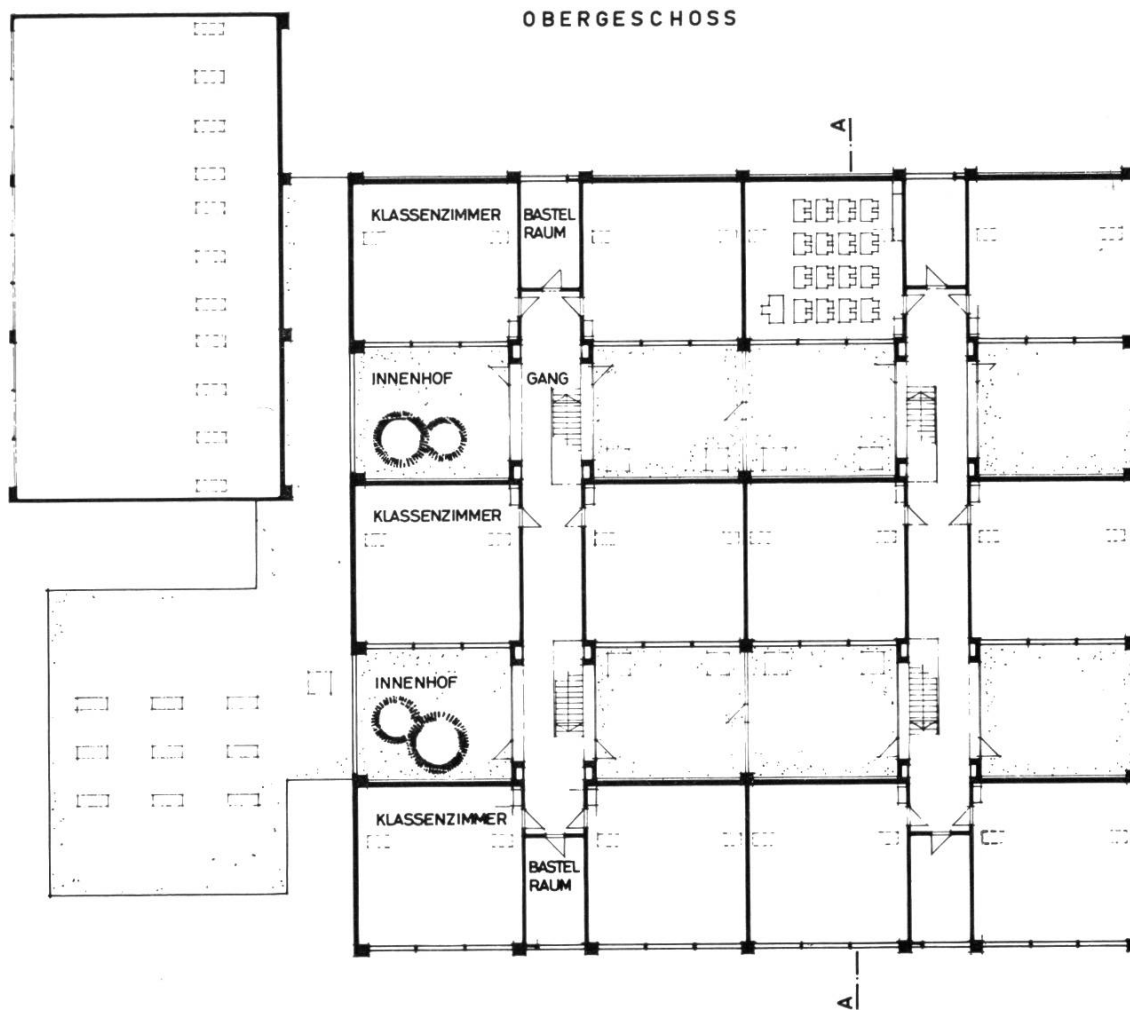 OBERGESCHOSS
A
KLASSENZIMMER
BASTEL
RAUM
INNENHOF
GANG
KLASSENZIMMER
INNENHOF
KLASSENZIMMER
BASTEL
RAUM
A